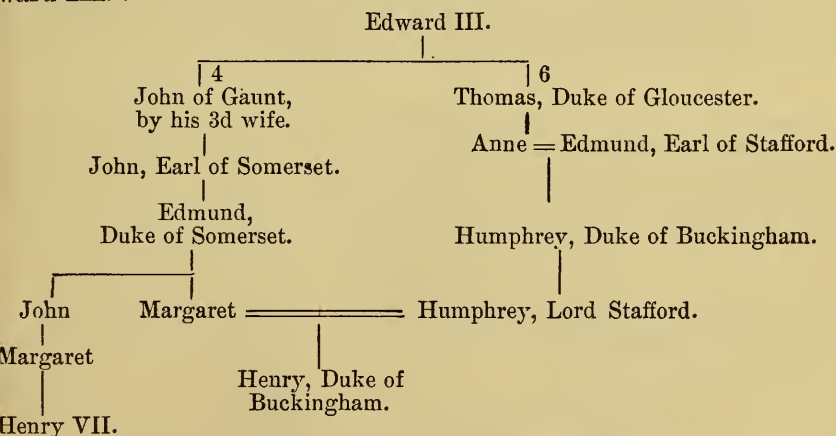 Edward III.
4
6
John of Gaunt,
by his 3d wife.
Thomas, Duke of Gloucester.
Anne = Edmund, Earl of Stafford.
John, Earl of Somerset.
Edmund,
Duke of Somerset.
Humphrey, Duke of Buckingham.
John
Margaret
Humphrey, Lord Stafford.
Margaret
Henry, Duke of
Buckingham.
Henry VII.